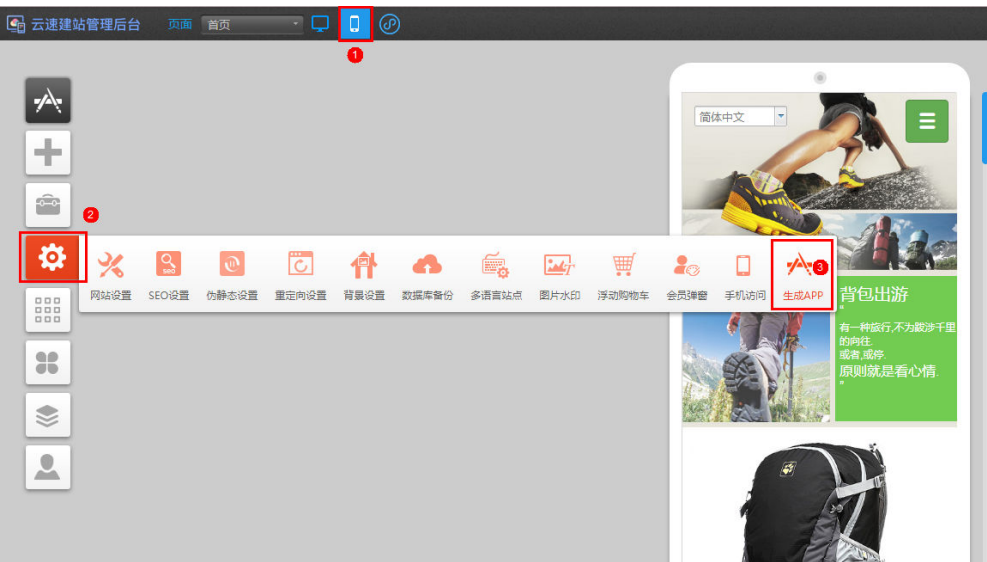 云速建站管理后台 页面 首页
1
简体中文
2
网站设置 SEO设置 伪静态设置 重定向设置 背景设置 数据库备份 多语言站点 图片水印 浮动购物车 会员弹窗 手机访问 生成APP
seo
3
背包出游
"
有一种旅行,不为跋涉千里
的向往.
或者,或停.
原则就是看心情.
"